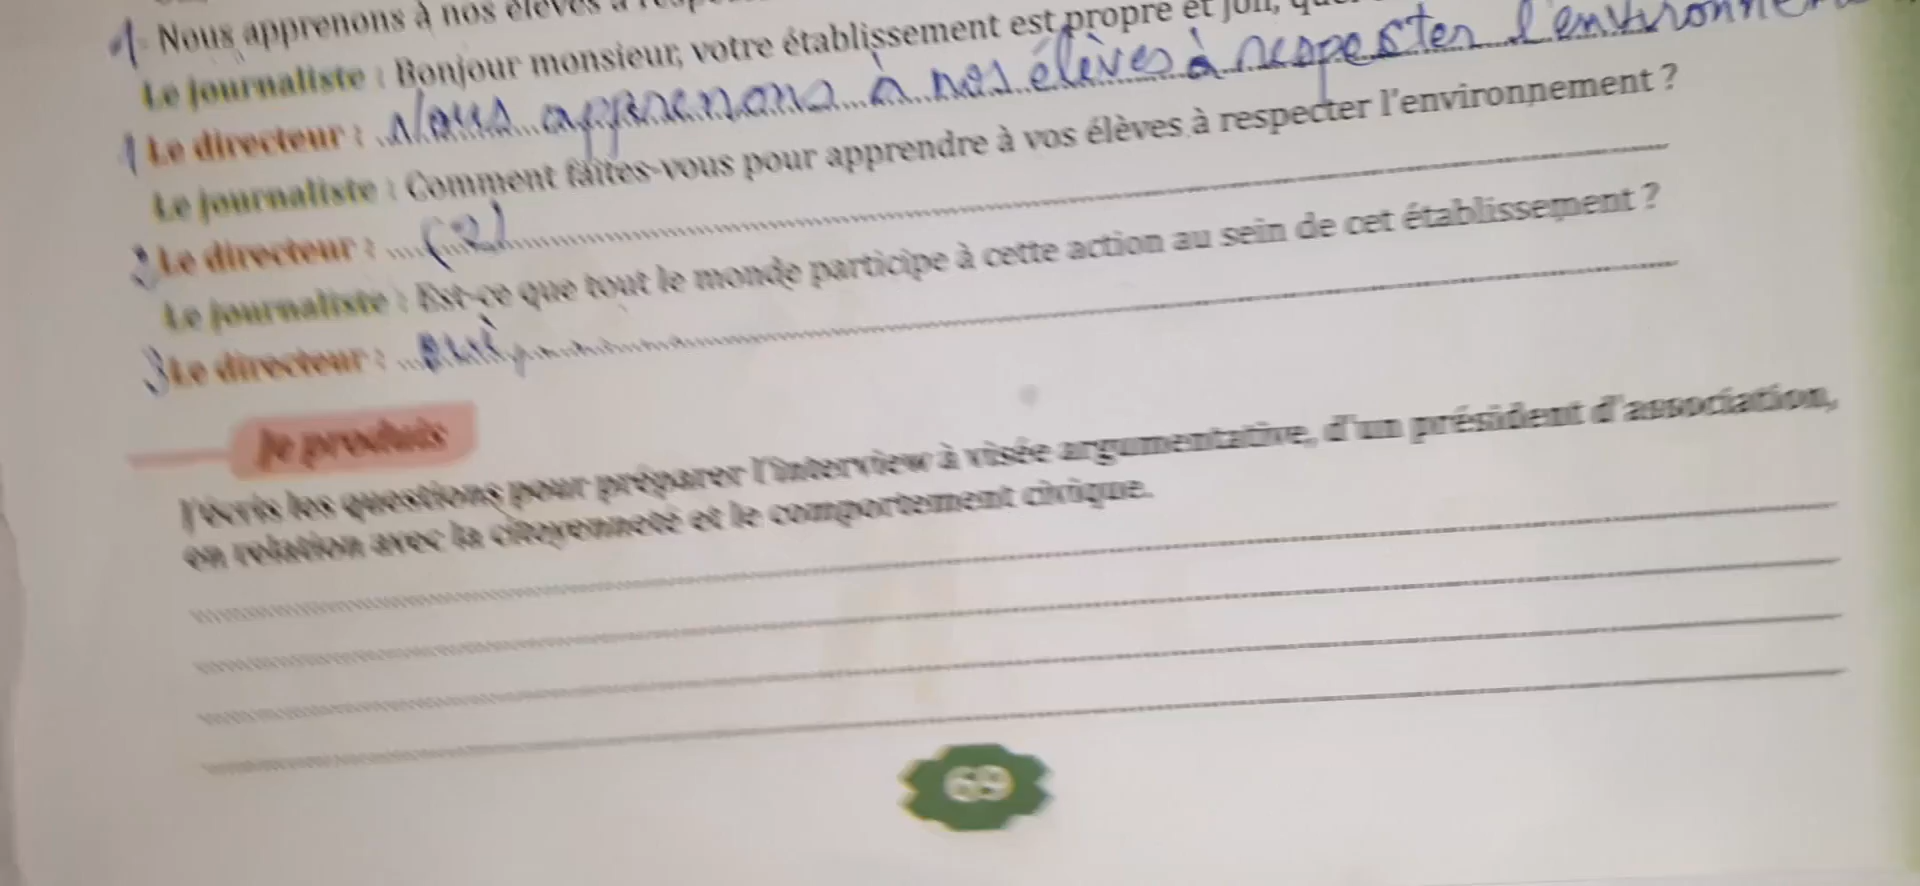 1- Nous apprenons à nos élèves à
Le journaliste : Bonjour monsieur, votre établissement est propre et joli,
1 Le directeur : Nous apprenons à nos élèves à respecter l'environnement
Le journaliste : Comment faites-vous pour apprendre à vos élèves à respecter l'environnement ?
2 Le directeur : (2)
Le journaliste : Est-ce que tout le monde participe à cette action au sein de cet établissement ?
3 Le directeur : oui,
Je produis
J'écris les questions pour préparer l'interview à visée argumentative, d'un président d'association,
en relation avec la citoyenneté et le comportement civique.
69